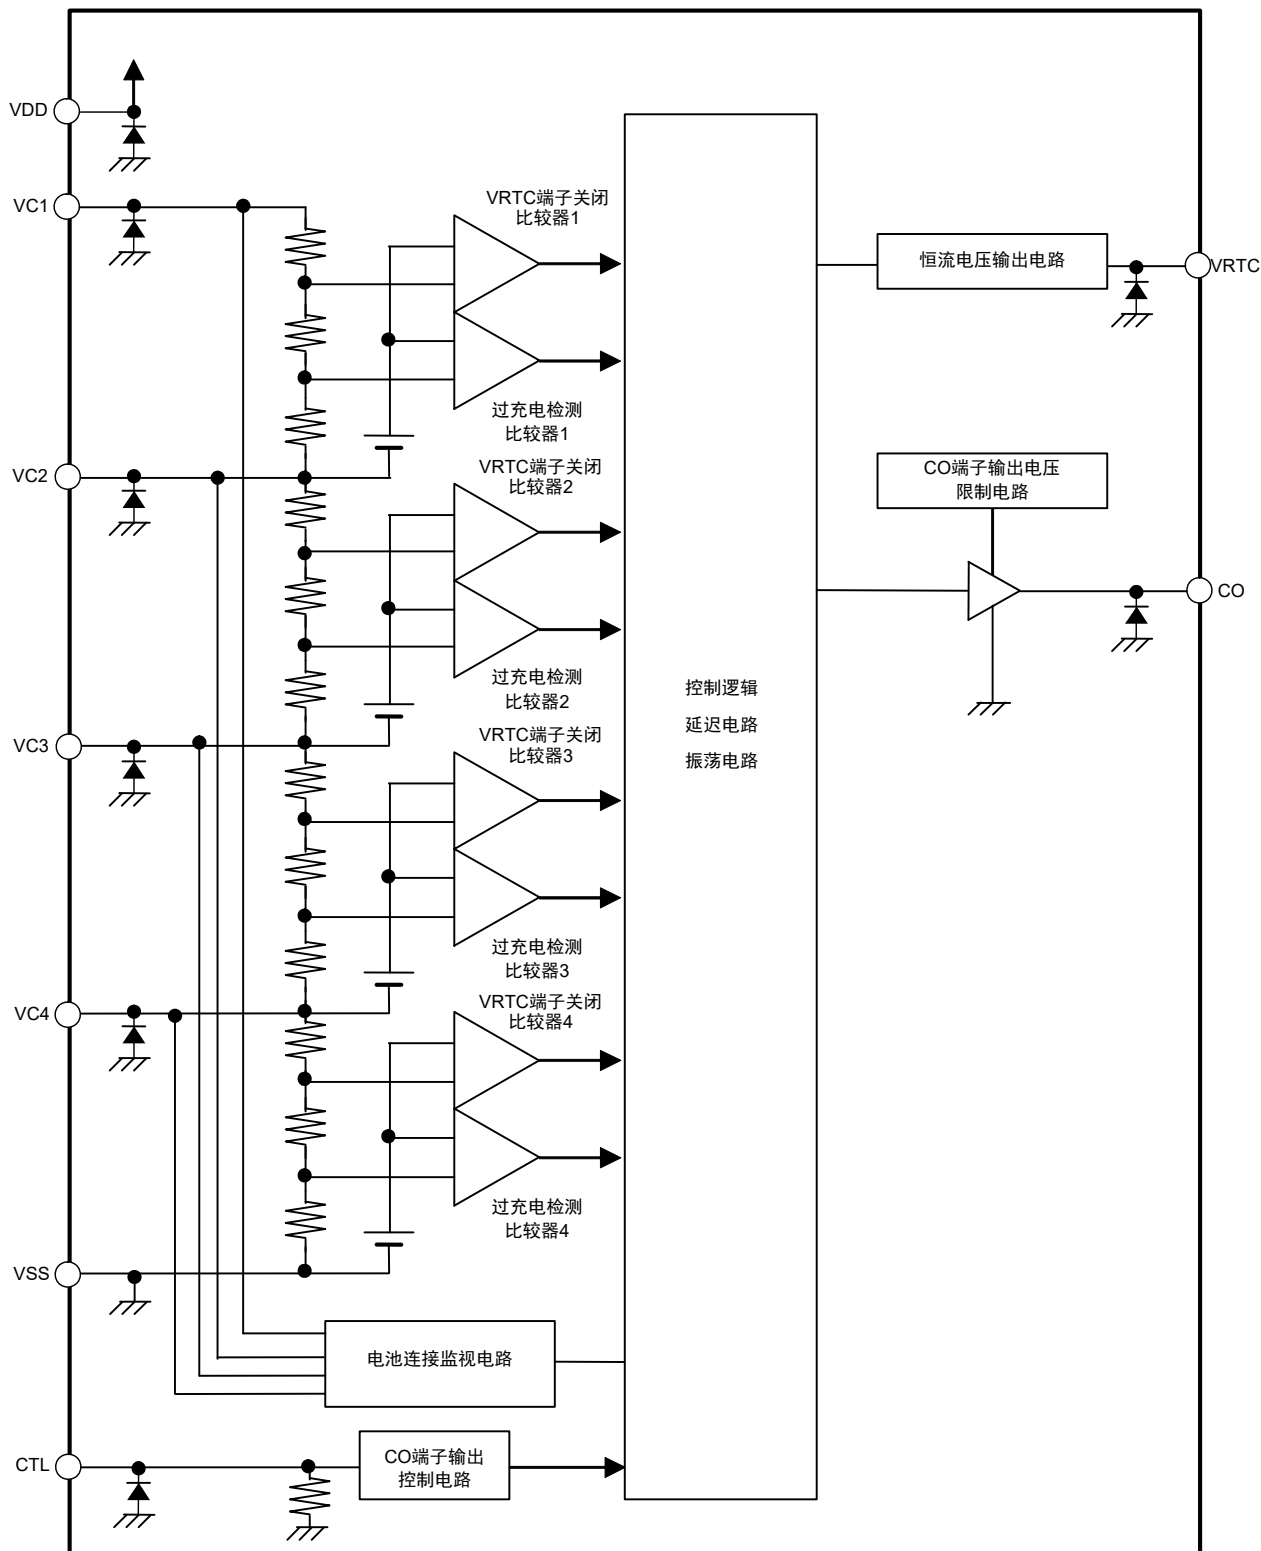 VDD
VC1
VRTC端子关闭
比较器1
恒流电压输出电路
VRTC
过充电检测
比较器1
VC2
VRTC端子关闭
比较器2
CO端子输出电压
限制电路
CO
过充电检测
比较器2
控制逻辑
延迟电路
振荡电路
VC3
VRTC端子关闭
比较器3
过充电检测
比较器3
VC4
VRTC端子关闭
比较器4
过充电检测
比较器4
VSS
电池连接监视电路
CTL
CO端子输出
控制电路